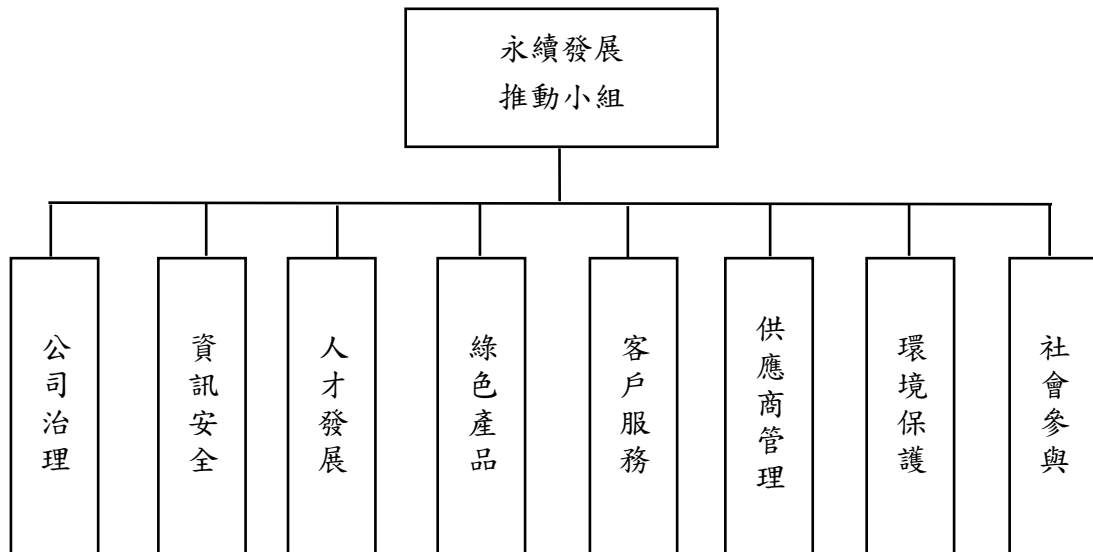 永續發展
推動小組
公司治理
資訊安全
人才發展
綠色產品
客戶服務
供應商管理
環境保護
社會參與